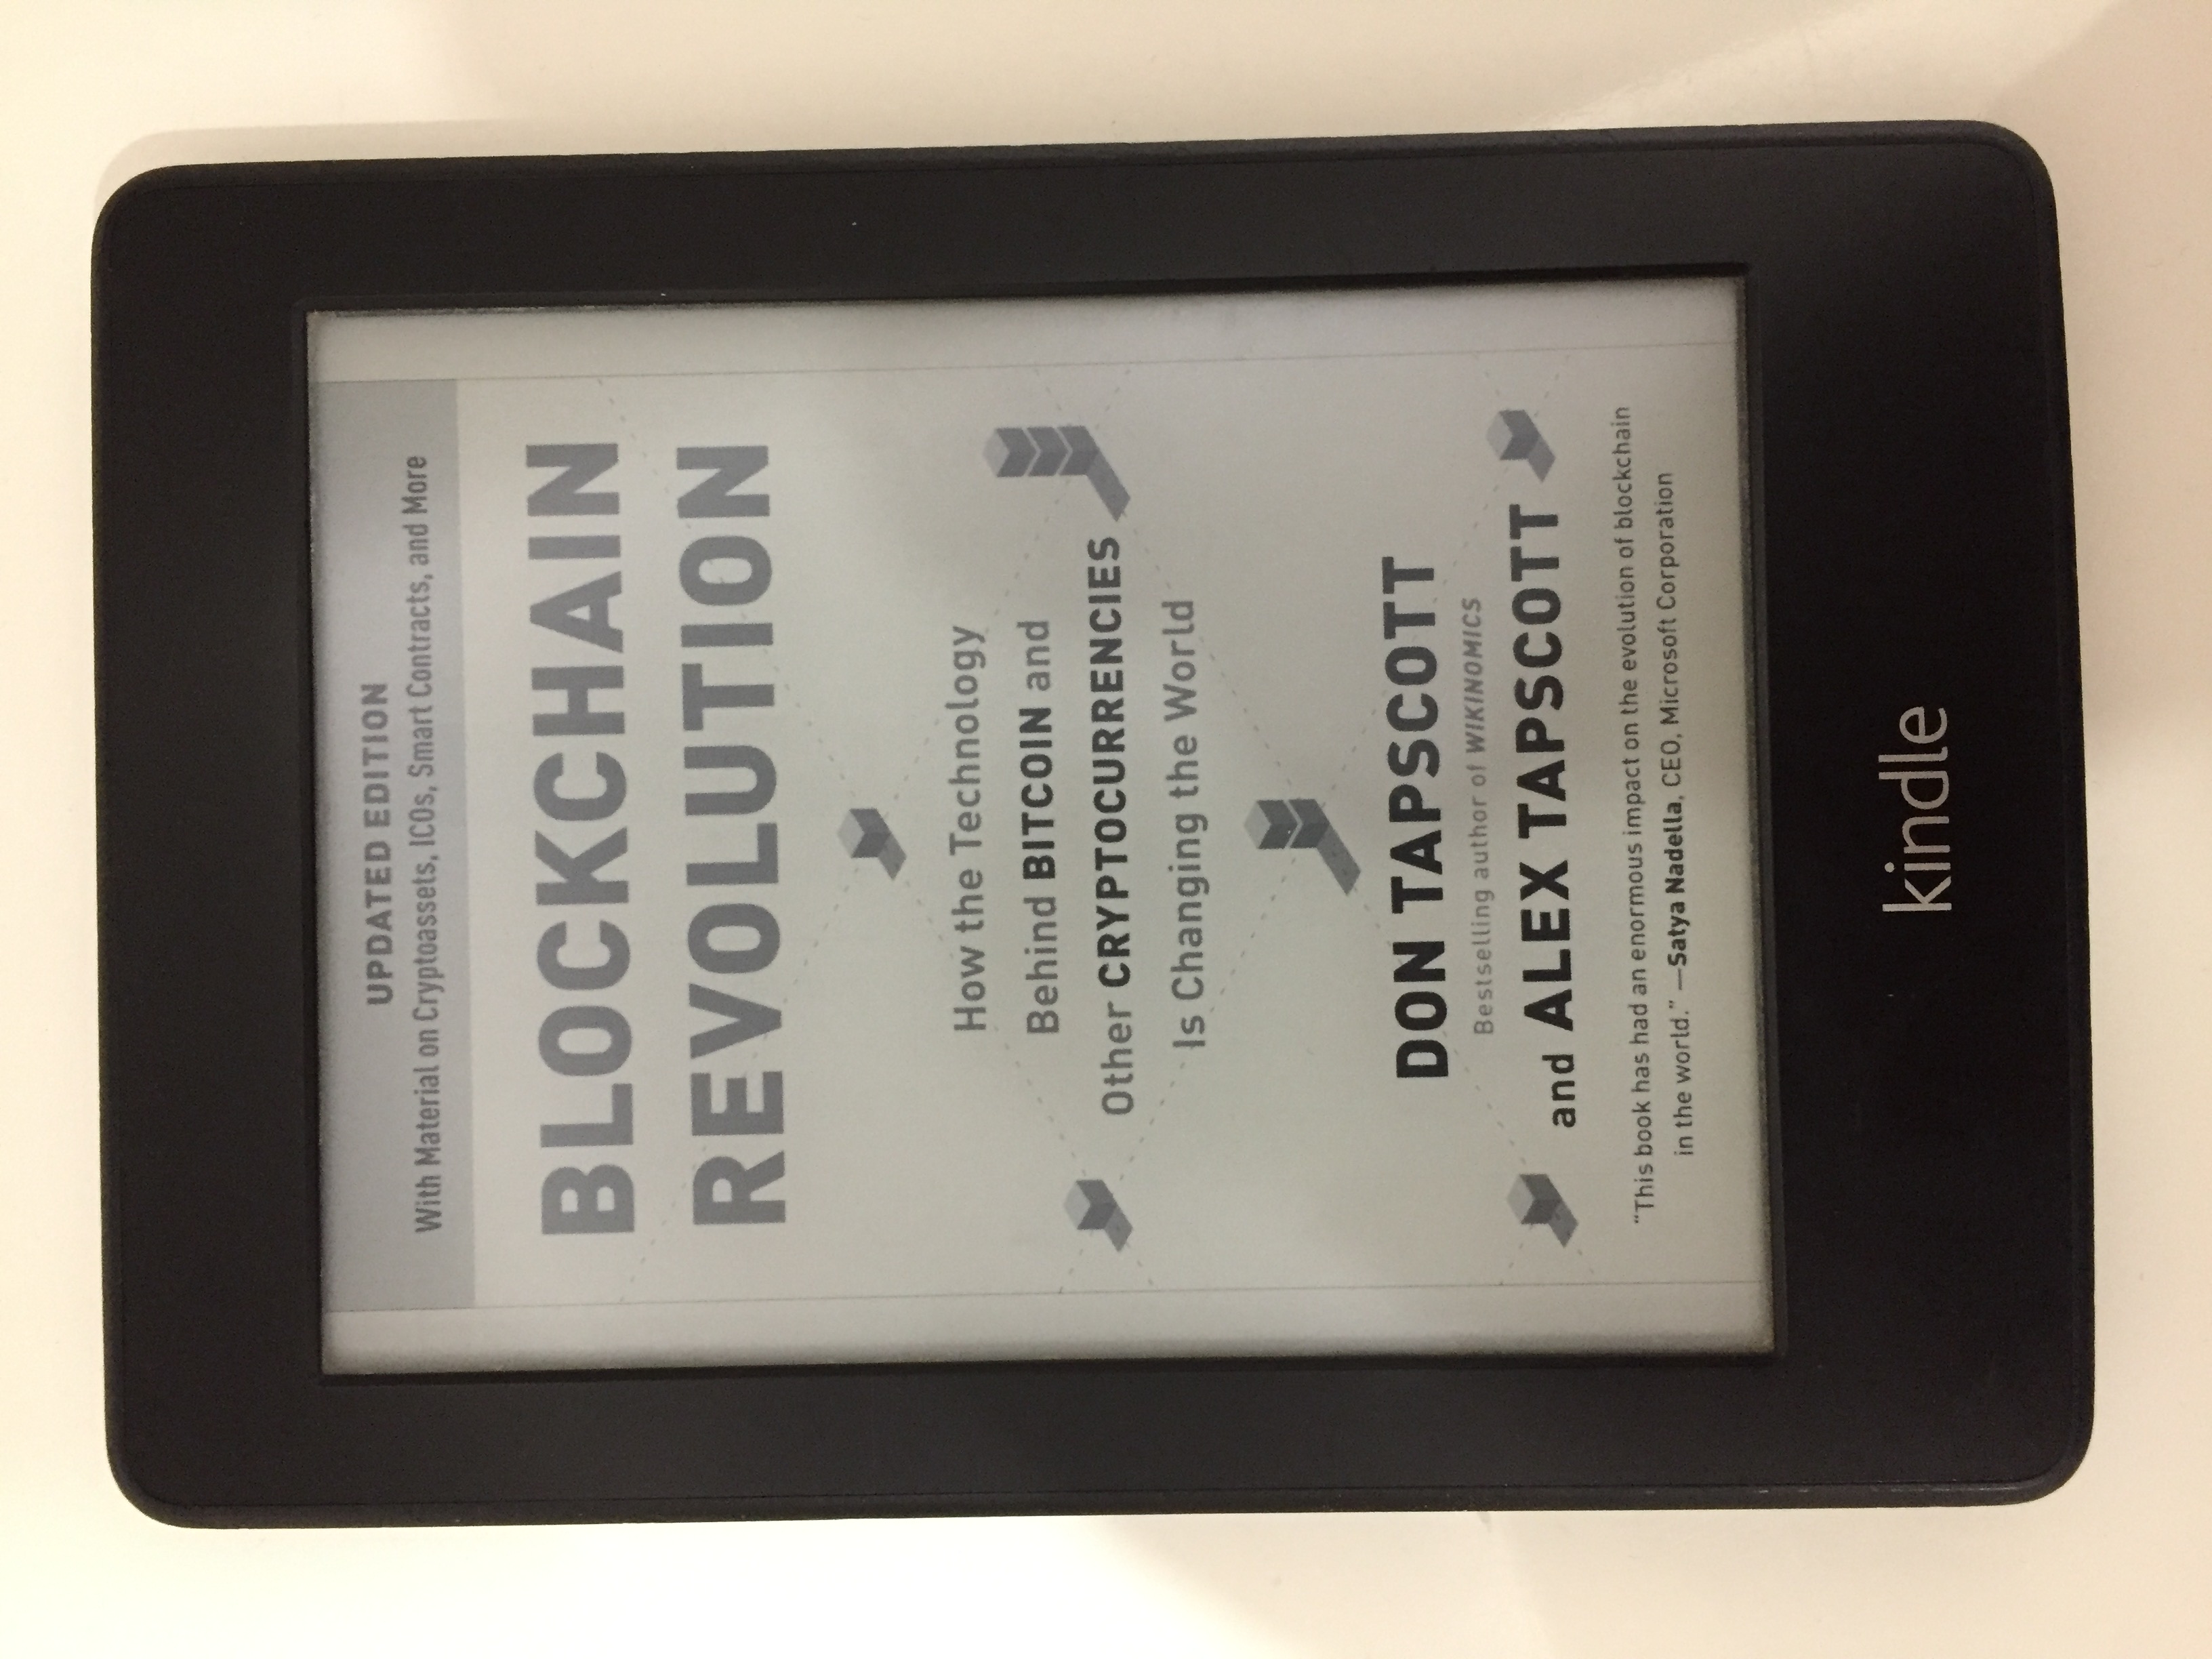 UPDATED EDITION
With Material on Cryptoassets, ICOs, Smart Contracts, and More
BLOCKCHAIN
REVOLUTION
How the Technology
Behind BITCOIN and
Other CRYPTOCURRENCIES
Is Changing the World
DON TAPSCOTT
Bestselling author of WIKINOMICS
and ALEX TAPSCOTT
“This book has had an enormous impact on the evolution of blockchain
in the world.” —Satya Nadella, CEO, Microsoft Corporation
kindle